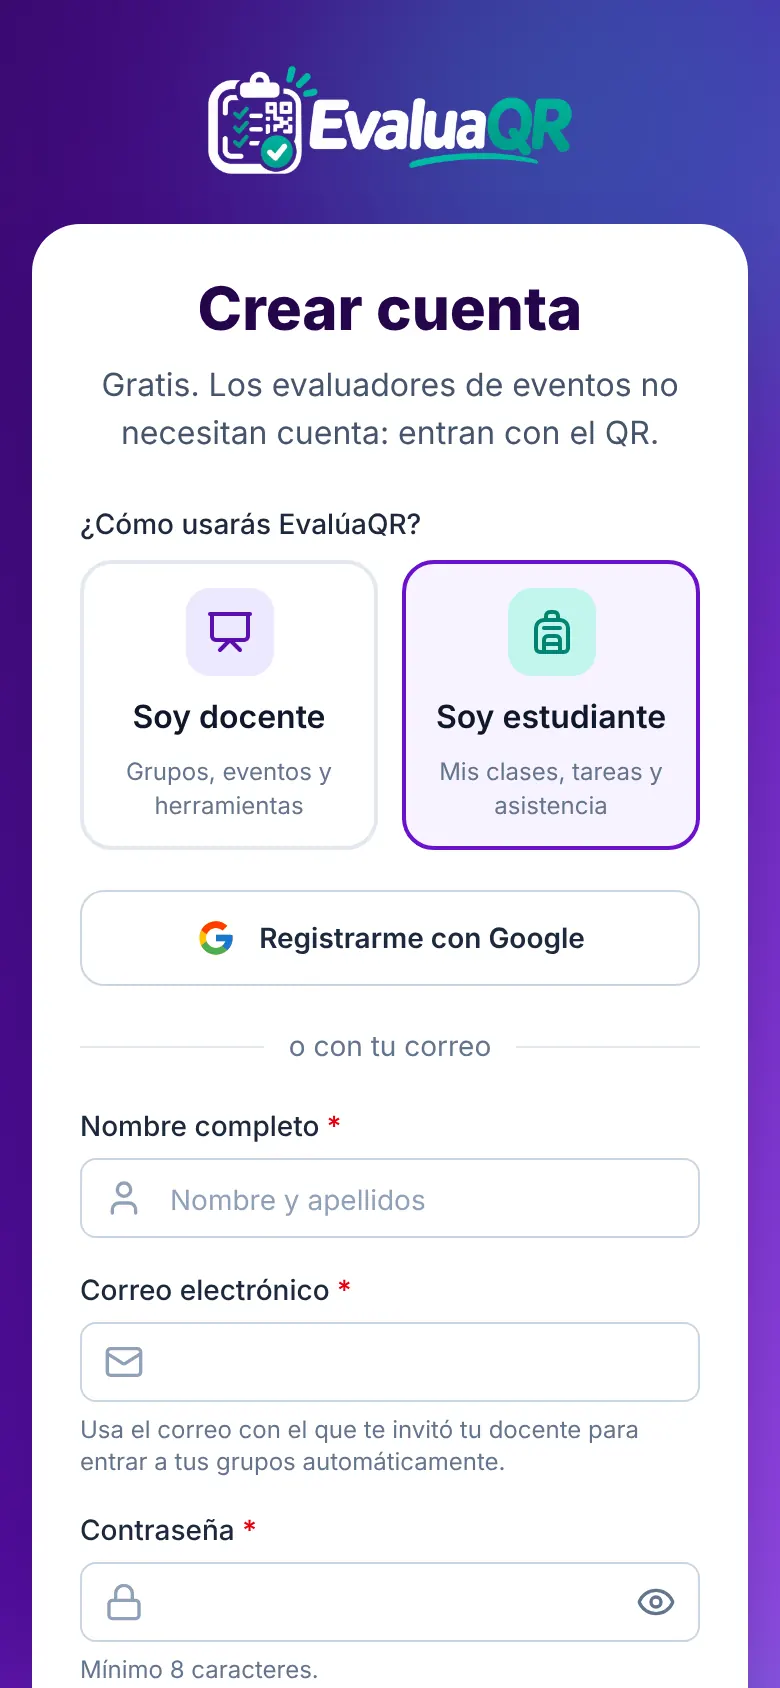 EvaluaQR
Crear cuenta
Gratis. Los evaluadores de eventos no
necesitan cuenta: entran con el QR.
¿Cómo usarás EvalúaQR?
Soy docente
Grupos, eventos y
herramientas
Soy estudiante
Mis clases, tareas y
asistencia
Registrarme con Google
o con tu correo
Nombre completo *
Nombre y apellidos
Correo electrónico *
Usa el correo con el que te invitó tu docente para
entrar a tus grupos automáticamente.
Contraseña *
Mínimo 8 caracteres.